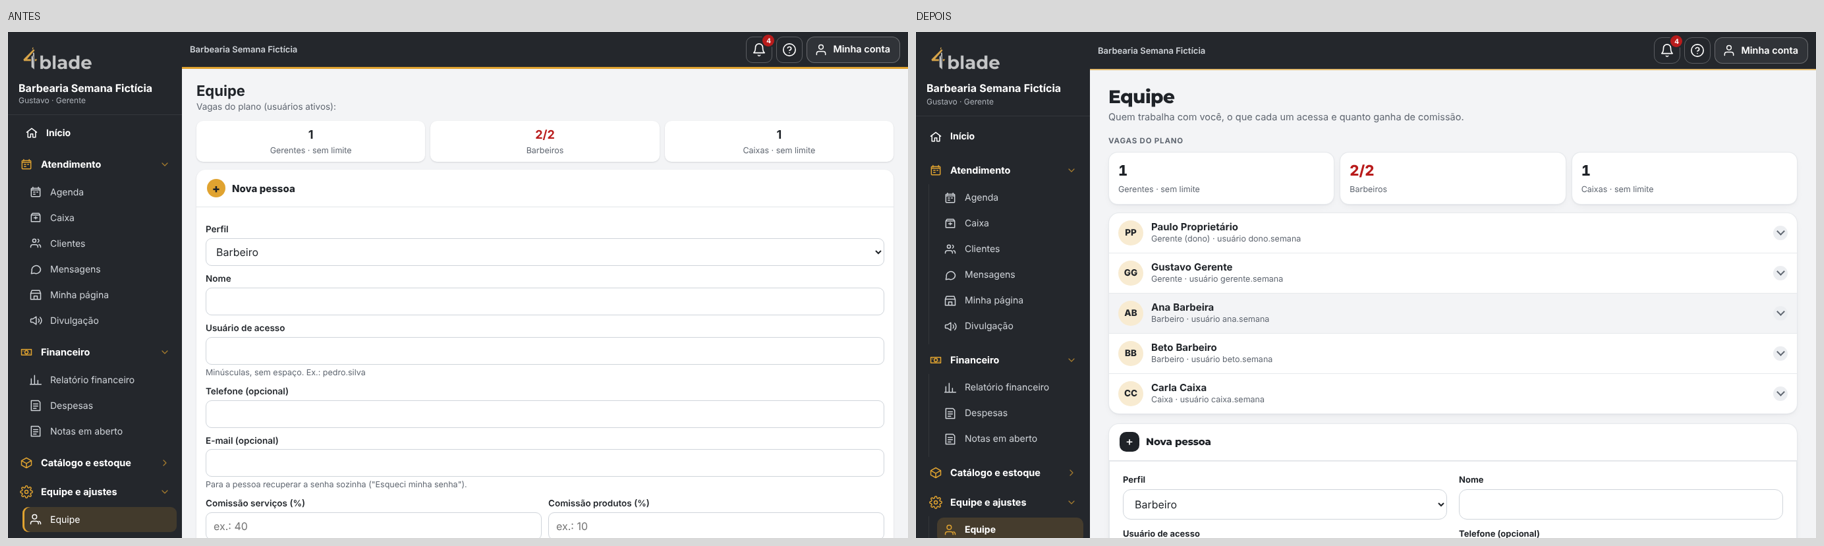 ANTES
4blade
Barbearia Semana Fictícia
Gustavo · Gerente
Início
Atendimento
Agenda
Caixa
Clientes
Mensagens
Minha página
Divulgação
Financeiro
Relatório financeiro
Despesas
Notas em aberto
Catálogo e estoque
Equipe e ajustes
Equipe
Barbearia Semana Fictícia
4
Minha conta
Equipe
Vagas do plano (usuários ativos):
1
Gerentes · sem limite
2/2
Barbeiros
1
Caixas · sem limite
+ Nova pessoa
Perfil
Barbeiro
Nome
Usuário de acesso
Minúsculas, sem espaço. Ex.: pedro.silva
Telefone (opcional)
E-mail (opcional)
Para a pessoa recuperar a senha sozinha ("Esqueci minha senha").
Comissão serviços (%) Comissão produtos (%)
ex.: 40 ex.: 10
DEPOIS
4blade
Barbearia Semana Fictícia
Gustavo · Gerente
Início
Atendimento
Agenda
Caixa
Clientes
Mensagens
Minha página
Divulgação
Financeiro
Relatório financeiro
Despesas
Notas em aberto
Catálogo e estoque
Equipe e ajustes
Equipe
Barbearia Semana Fictícia
4
Minha conta
Equipe
Quem trabalha com você, o que cada um acessa e quanto ganha de comissão.
VAGAS DO PLANO
1
Gerentes · sem limite
2/2
Barbeiros
1
Caixas · sem limite
PP Paulo Proprietário
Gerente (dono) · usuário dono.semana
GG Gustavo Gerente
Gerente · usuário gerente.semana
AB Ana Barbeira
Barbeiro · usuário ana.semana
BB Beto Barbeiro
Barbeiro · usuário beto.semana
CC Carla Caixa
Caixa · usuário caixa.semana
+ Nova pessoa
Perfil Nome
Barbeiro
Usuário de acesso Telefone (opcional)